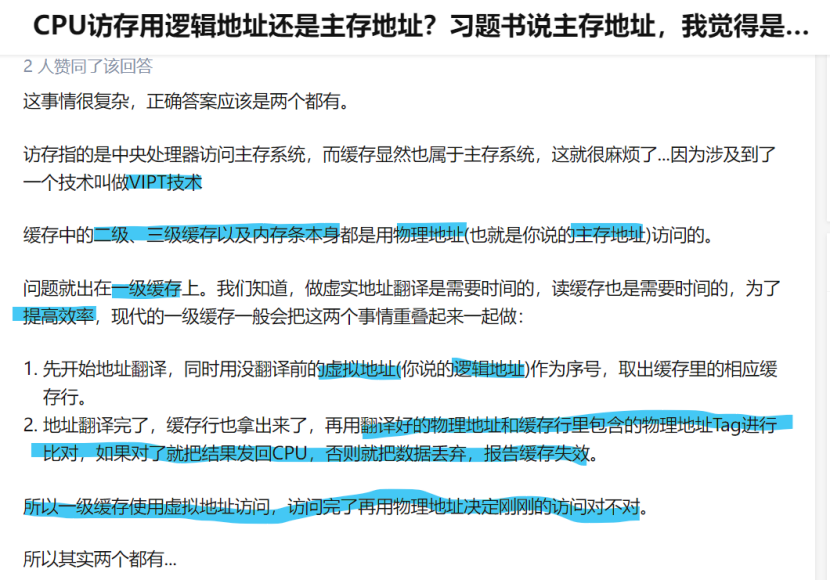 CPU访存用逻辑地址还是主存地址？习题书说主存地址，我觉得是...
2 人赞同了该回答
这事情很复杂，正确答案应该是两个都有。
访存指的是中央处理器访问主存系统，而缓存显然也属于主存系统，这就很麻烦了...因为涉及到了
一个技术叫做VIPT技术
缓存中的二级、三级缓存以及内存条本身都是用物理地址(也就是你说的主存地址)访问的。
问题就出在一级缓存上。我们知道，做虚实地址翻译是需要时间的，读缓存也是需要时间的，为了
提高效率，现代的一级缓存一般会把这两个事情重叠起来一起做：
1. 先开始地址翻译，同时用没翻译前的虚拟地址(你说的逻辑地址)作为序号，取出缓存里的相应缓
存行。
2. 地址翻译完了，缓存行也拿出来了，再用翻译好的物理地址和缓存行里包含的物理地址Tag进行
比对，如果对了就把结果发回CPU，否则就把数据丢弃，报告缓存失效。
所以一级缓存使用虚拟地址访问，访问完了再用物理地址决定刚刚的访问对不对。
所以其实两个都有...